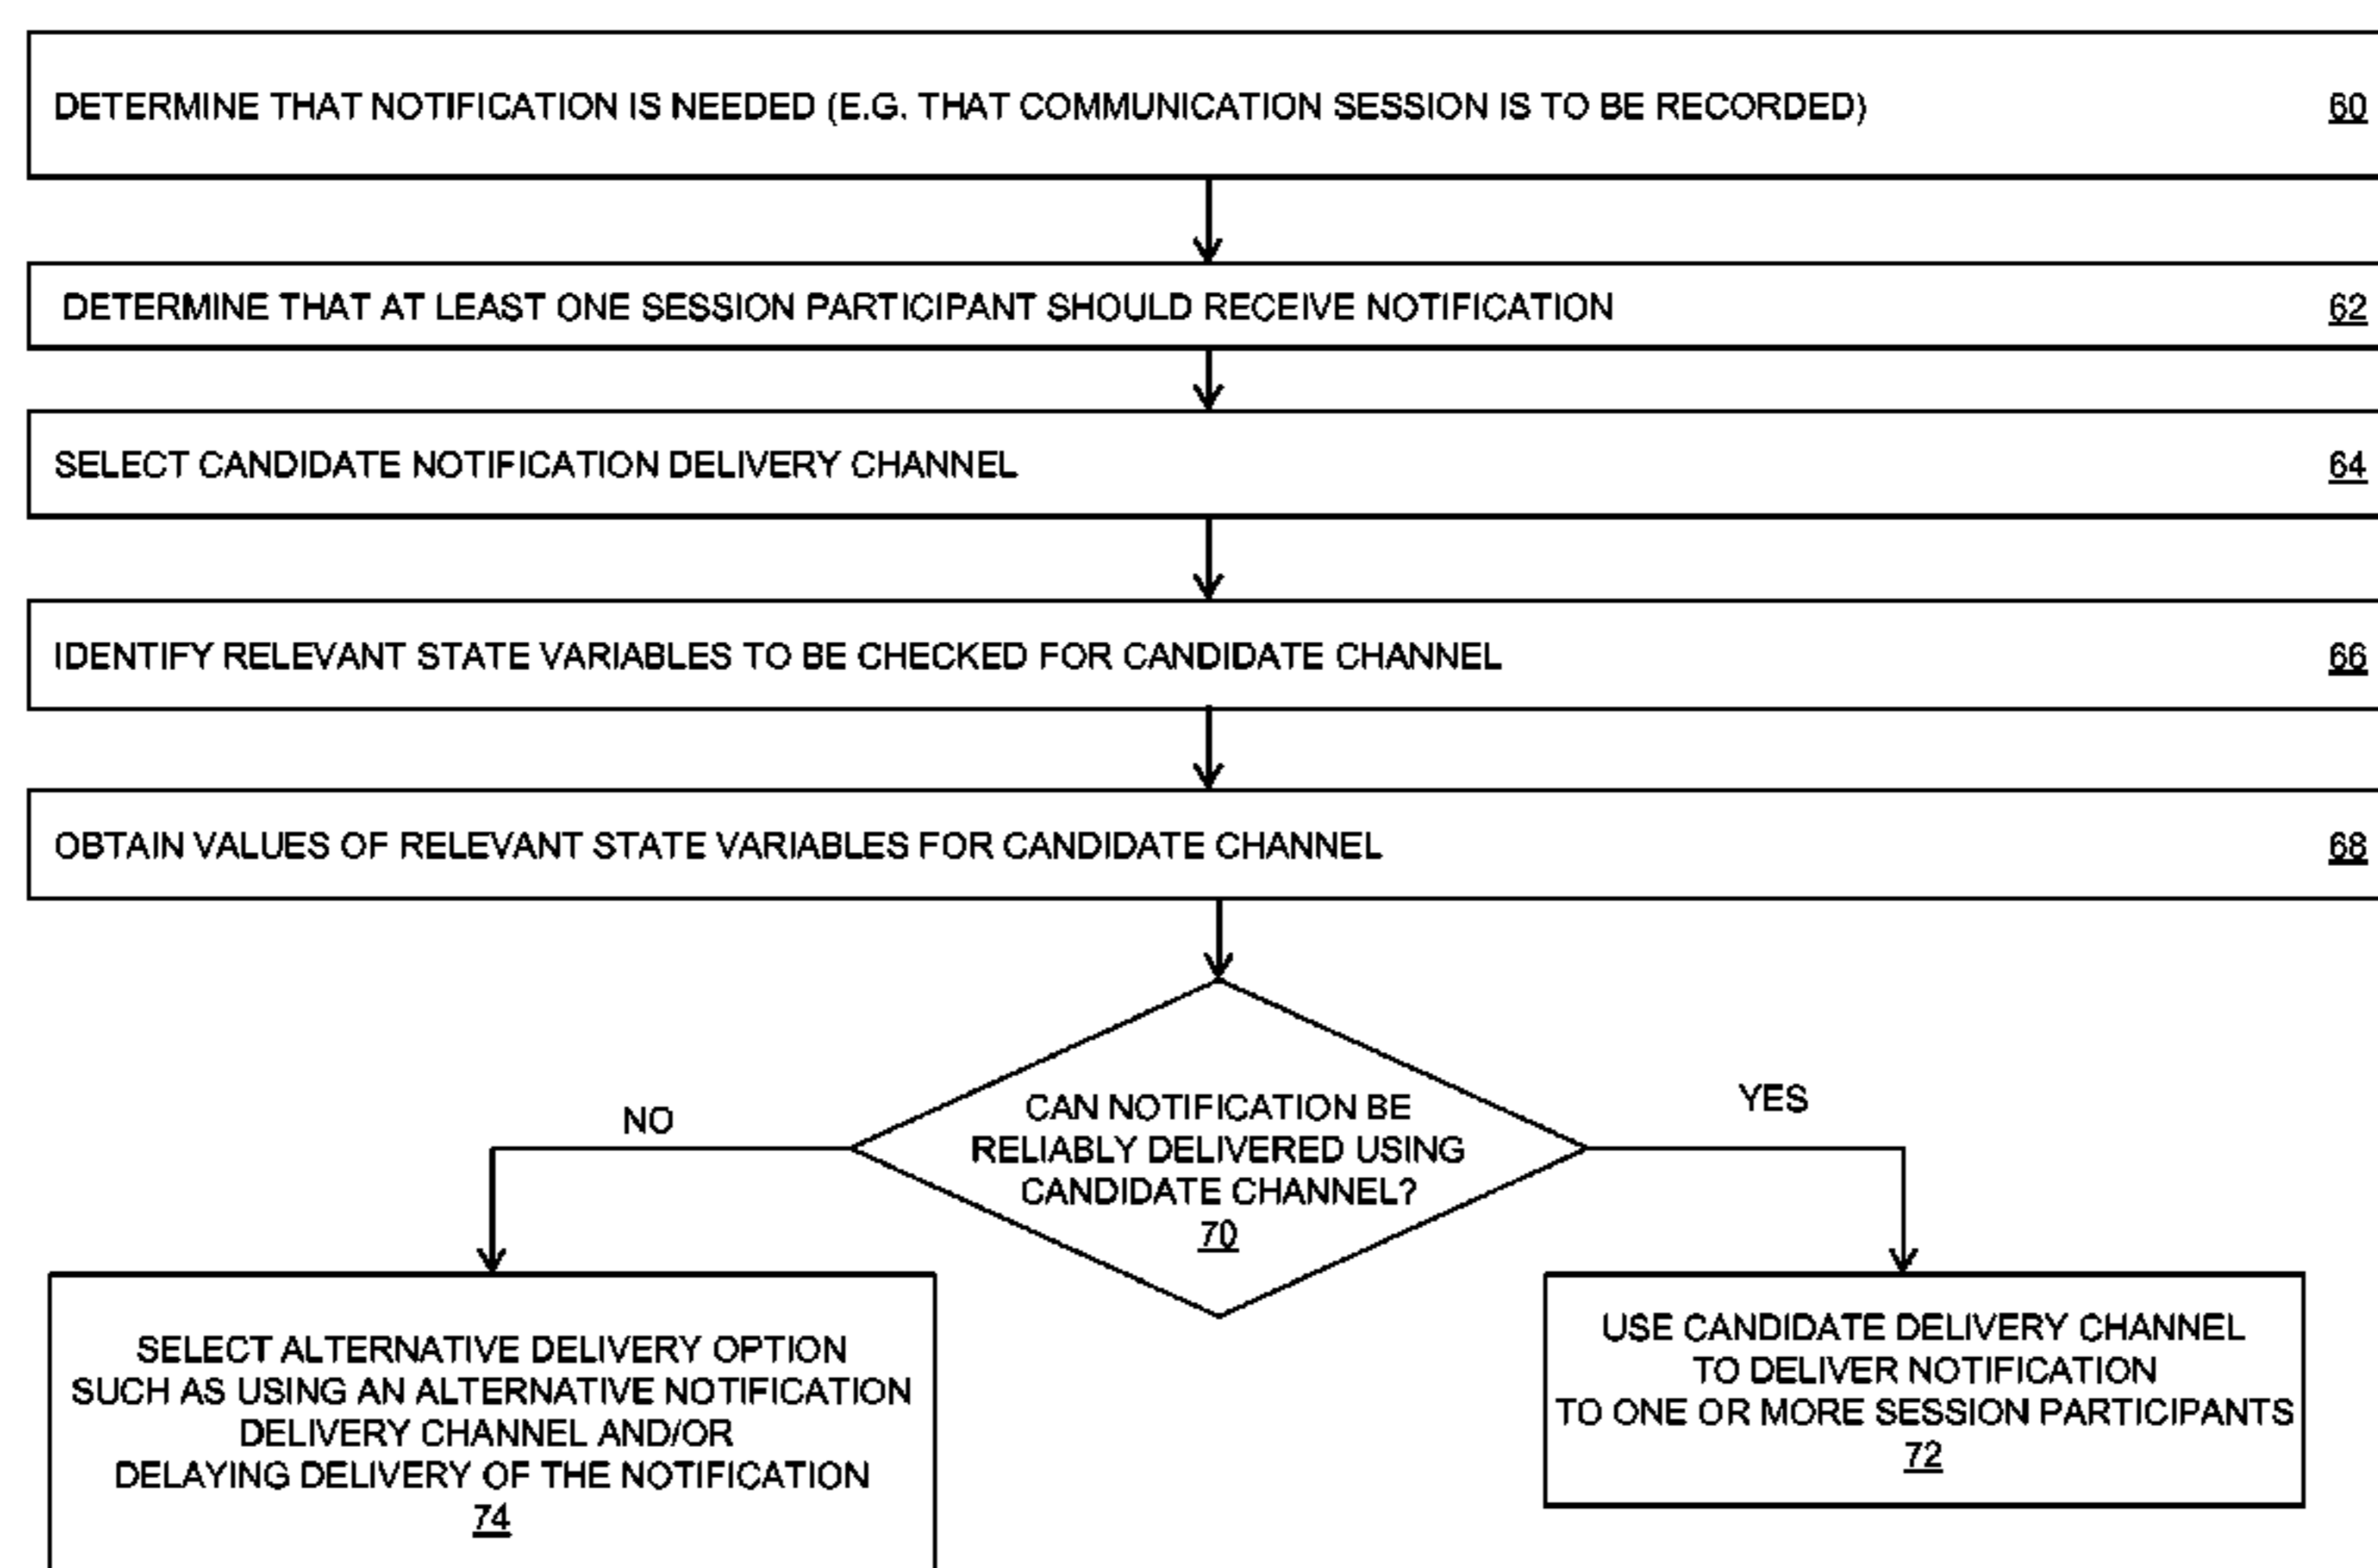 DETERMINE THAT NOTIFICATION IS NEEDED (E.G. THAT COMMUNICATION SESSION IS TO BE RECORDED) 60
DETERMINE THAT AT LEAST ONE SESSION PARTICIPANT SHOULD RECEIVE NOTIFICATION 62
SELECT CANDIDATE NOTIFICATION DELIVERY CHANNEL 64
IDENTIFY RELEVANT STATE VARIABLES TO BE CHECKED FOR CANDIDATE CHANNEL 66
OBTAIN VALUES OF RELEVANT STATE VARIABLES FOR CANDIDATE CHANNEL 68
CAN NOTIFICATION BE
RELIABLY DELIVERED USING
CANDIDATE CHANNEL?
70
NO
YES
SELECT ALTERNATIVE DELIVERY OPTION
SUCH AS USING AN ALTERNATIVE NOTIFICATION
DELIVERY CHANNEL AND/OR
DELAYING DELIVERY OF THE NOTIFICATION
74
USE CANDIDATE DELIVERY CHANNEL
TO DELIVER NOTIFICATION
TO ONE OR MORE SESSION PARTICIPANTS
72